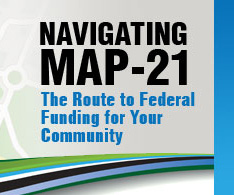 NAVIGATING
MAP-21
The Route to Federal
Funding for Your
Community